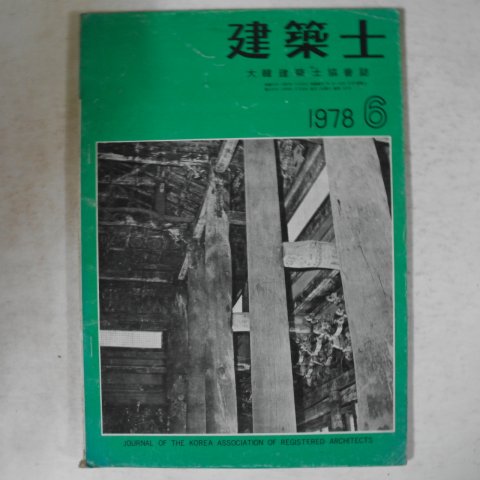 建築士
大韓建築士協會誌
1978 6
JOURNAL OF THE KOREA ASSOCIATION OF REGISTERED ARCHITECTS